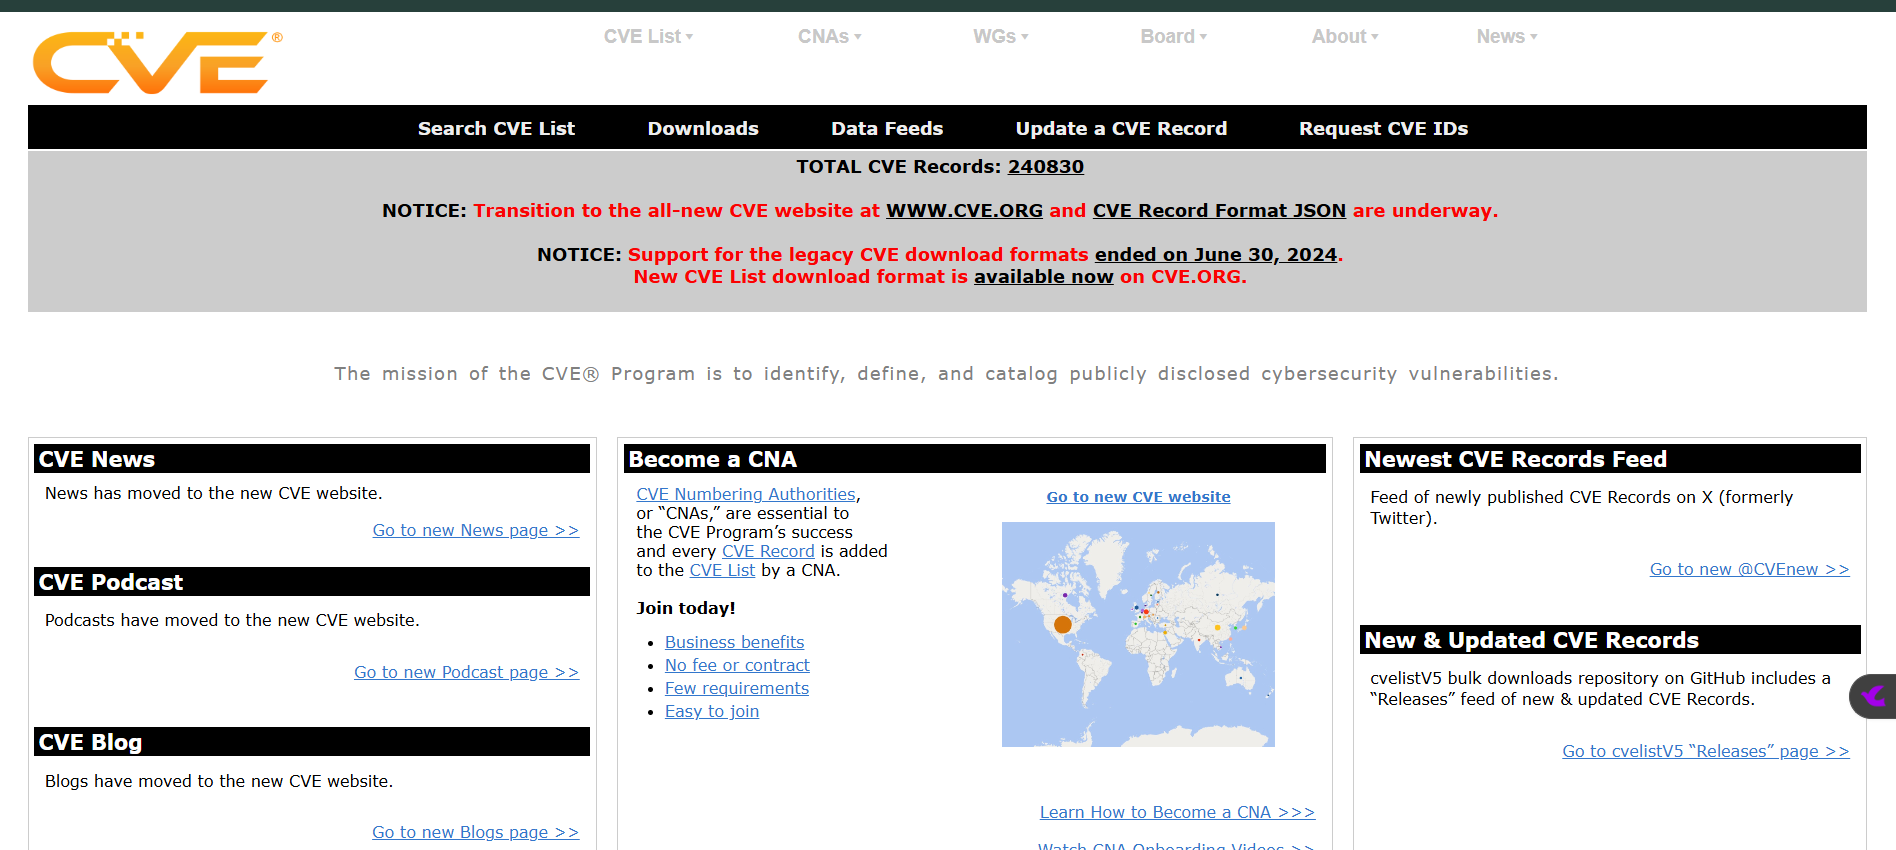 CVE®
CVE List
CNAs
WGs
Board
About
News
Search CVE List
Downloads
Data Feeds
Update a CVE Record
Request CVE IDs
TOTAL CVE Records: 240830
NOTICE: Transition to the all-new CVE website at WWW.CVE.ORG and CVE Record Format JSON are underway.
NOTICE: Support for the legacy CVE download formats ended on June 30, 2024.
New CVE List download format is available now on CVE.ORG.
The mission of the CVE® Program is to identify, define, and catalog publicly disclosed cybersecurity vulnerabilities.
CVE News
News has moved to the new CVE website.
Go to new News page >>
CVE Podcast
Podcasts have moved to the new CVE website.
Go to new Podcast page >>
CVE Blog
Blogs have moved to the new CVE website.
Go to new Blogs page >>
Become a CNA
CVE Numbering Authorities,
or “CNAs,” are essential to
the CVE Program’s success
and every CVE Record is added
to the CVE List by a CNA.
Join today!
• Business benefits
• No fee or contract
• Few requirements
• Easy to join
Go to new CVE website
Learn How to Become a CNA >>>
Watch CNA Onboarding Videos >>
Newest CVE Records Feed
Feed of newly published CVE Records on X (formerly
Twitter).
Go to new @CVEnew >>
New & Updated CVE Records
cvelistV5 bulk downloads repository on GitHub includes a
“Releases” feed of new & updated CVE Records.
Go to cvelistV5 “Releases” page >>